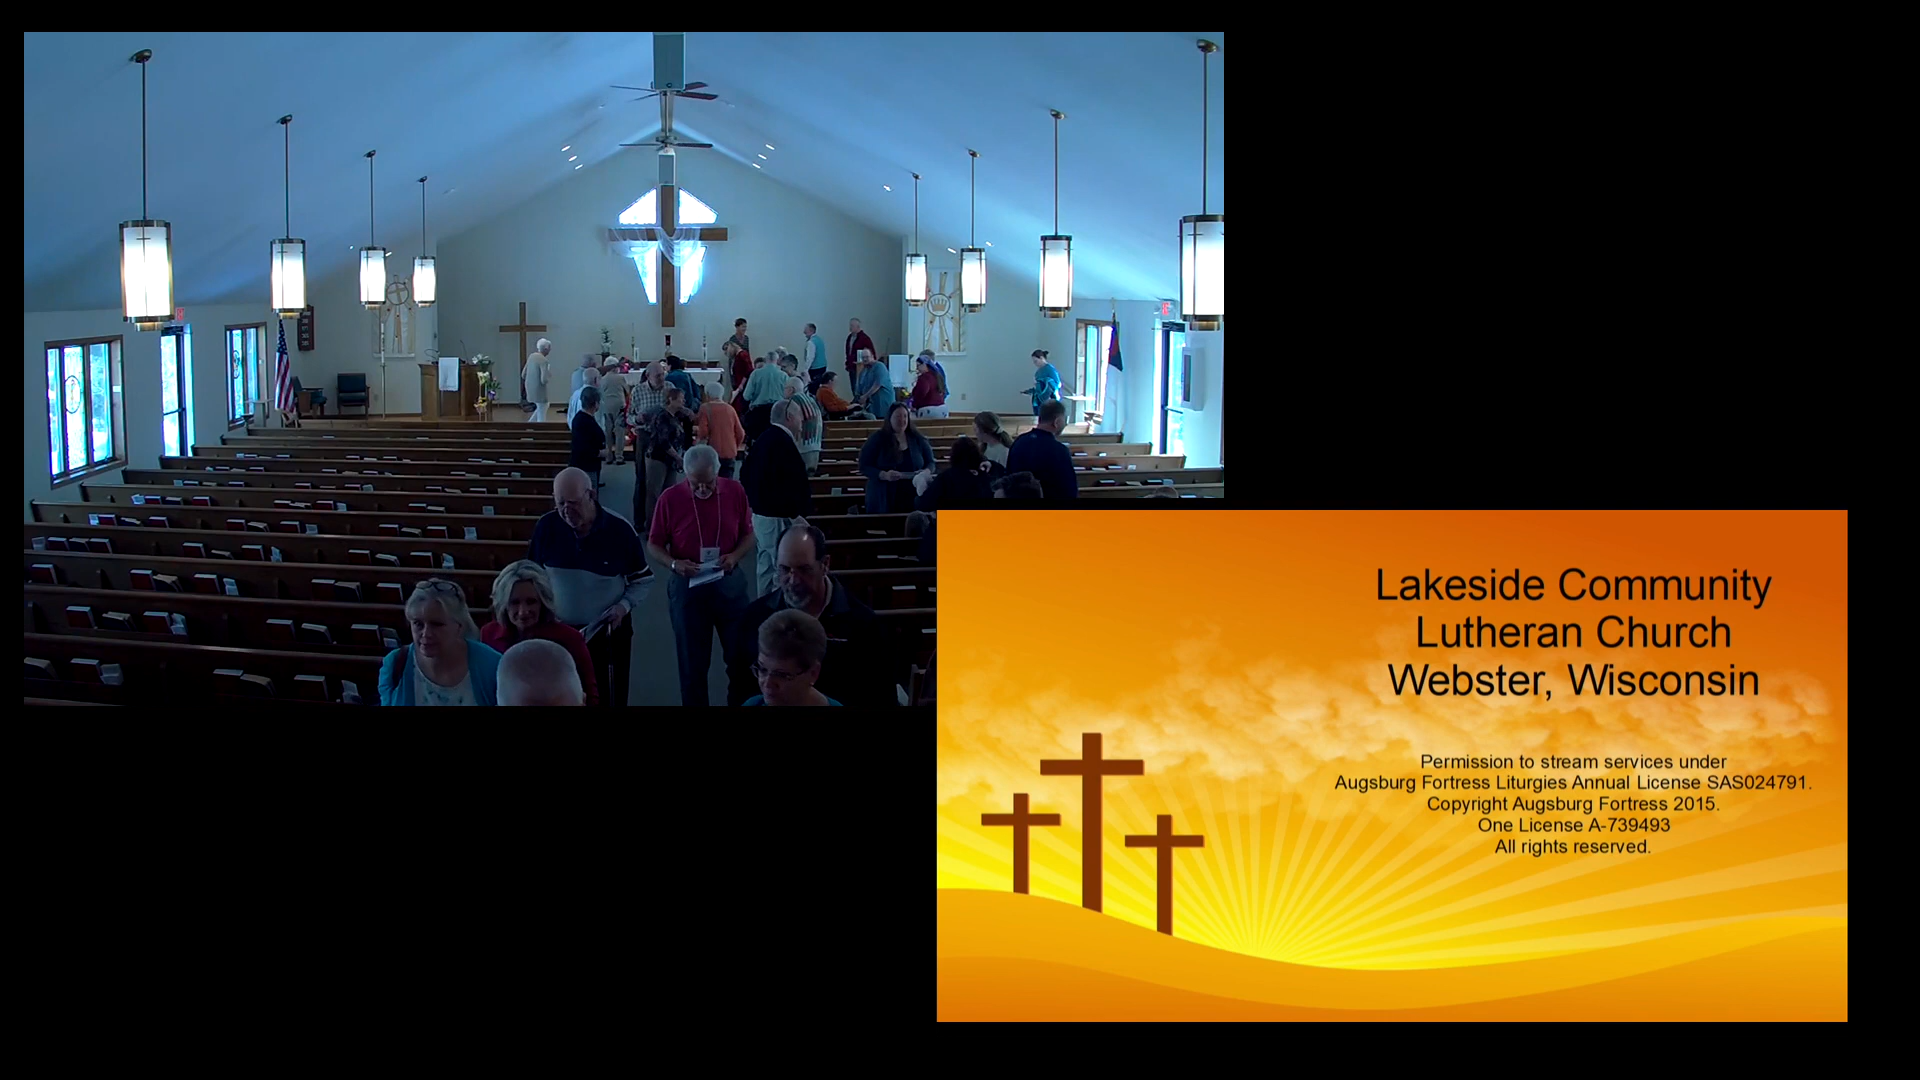 Lakeside Community
Lutheran Church
Webster, Wisconsin
Permission to stream services under
Augsburg Fortress Liturgies Annual License SAS024791.
Copyright Augsburg Fortress 2015.
One License A-739493
All rights reserved.